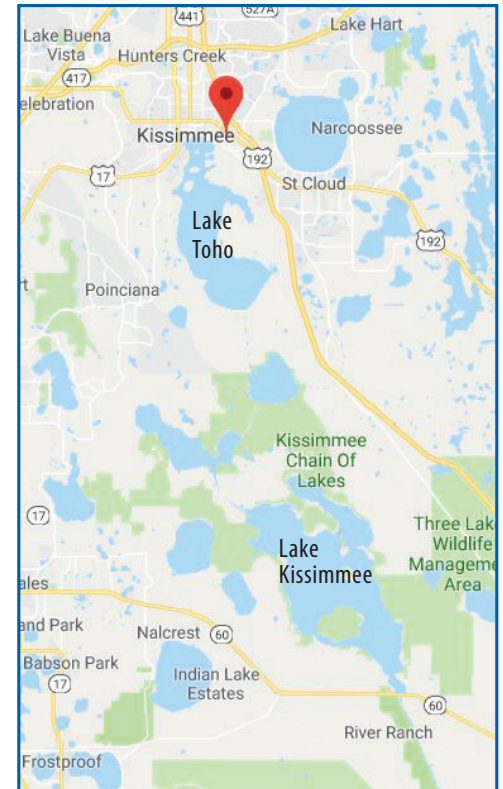 441
527A
Lake Hart
Lake Buena
Vista
Hunters Creek
417
elebration
Kissimmee
Narcoossee
192
17
St Cloud
Lake
Toho
192
t
Poinciana
Kissimmee
Chain Of
Lakes
17
Three Lak
Wildlife
Manageme
Area
Lake
Kissimmee
ales
and Park
Nalcrest
60
Babson Park
17
Indian Lake
Estates
60
River Ranch
Frostproof